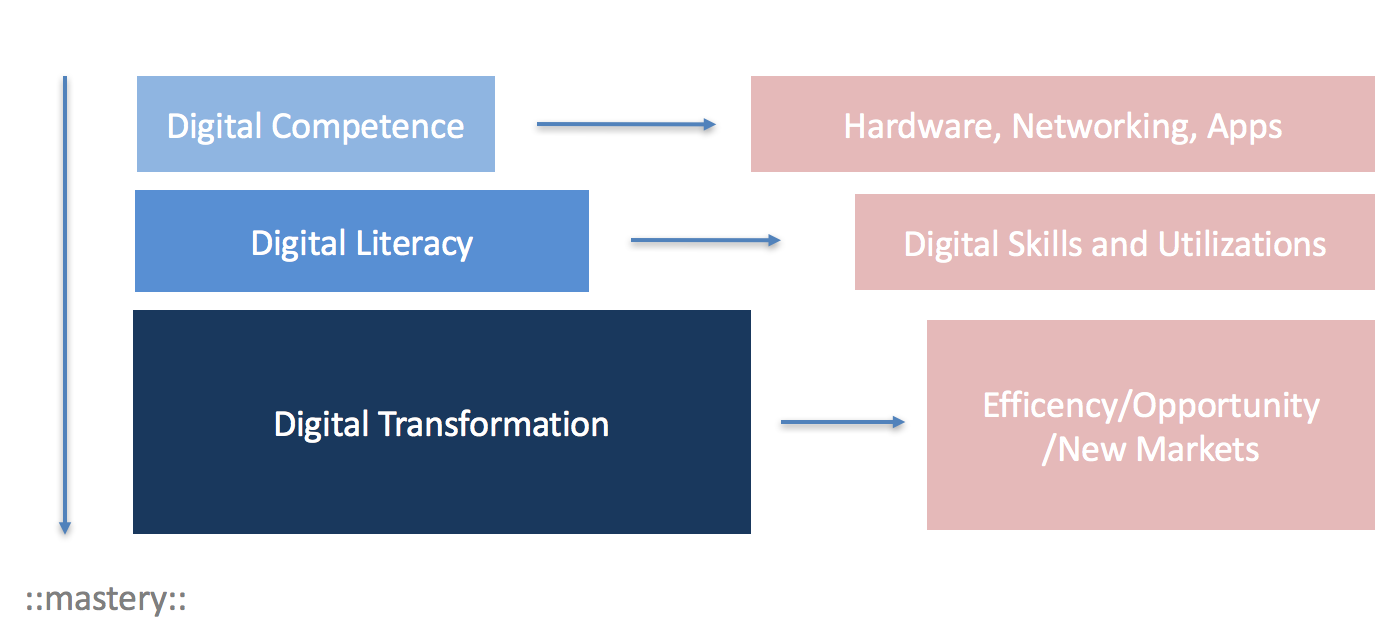 Digital Competence
Hardware, Networking, Apps
Digital Literacy
Digital Skills and Utilizations
Digital Transformation
Efficency/Opportunity
/New Markets
::mastery::